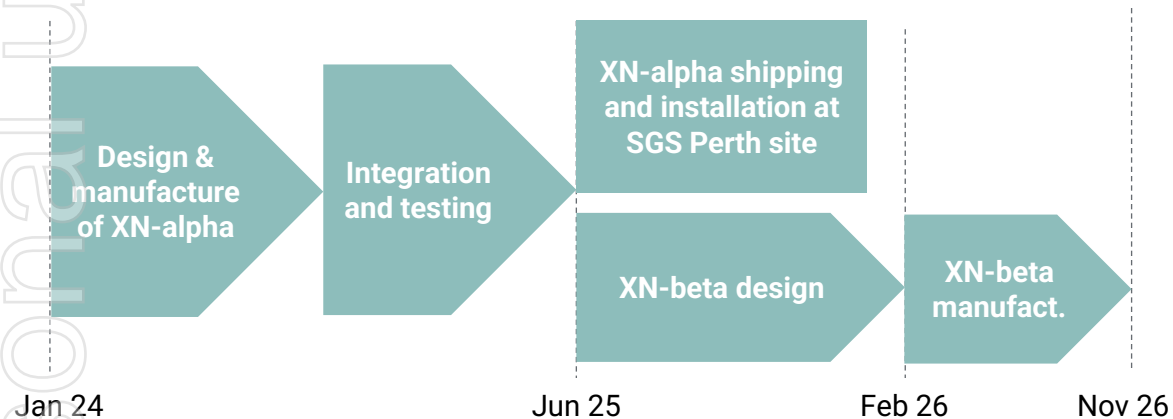 Design &
manufacture
of XN-alpha
Integration
and testing
XN-alpha shipping
and installation at
SGS Perth site
XN-beta design
XN-beta
manufact.
Jan 24
Jun 25
Feb 26
Nov 26
sonal u